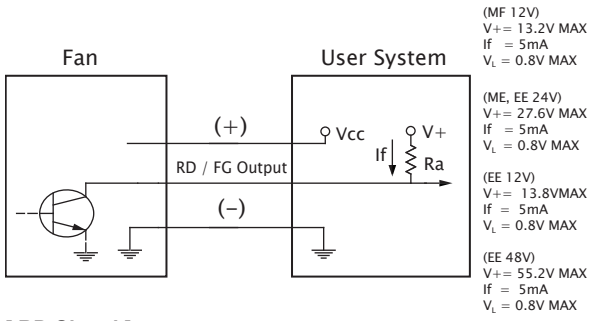 Fan
User System
(+)
Vcc
V+
If
Ra
RD / FG Output
(−)
(MF 12V)
V+= 13.2V MAX
If = 5mA
VL = 0.8V MAX
(ME, EE 24V)
V+= 27.6V MAX
If = 5mA
VL = 0.8V MAX
(EE 12V)
V+= 13.8VMAX
If = 5mA
VL = 0.8V MAX
(EE 48V)
V+= 55.2V MAX
If = 5mA
VL = 0.8V MAX